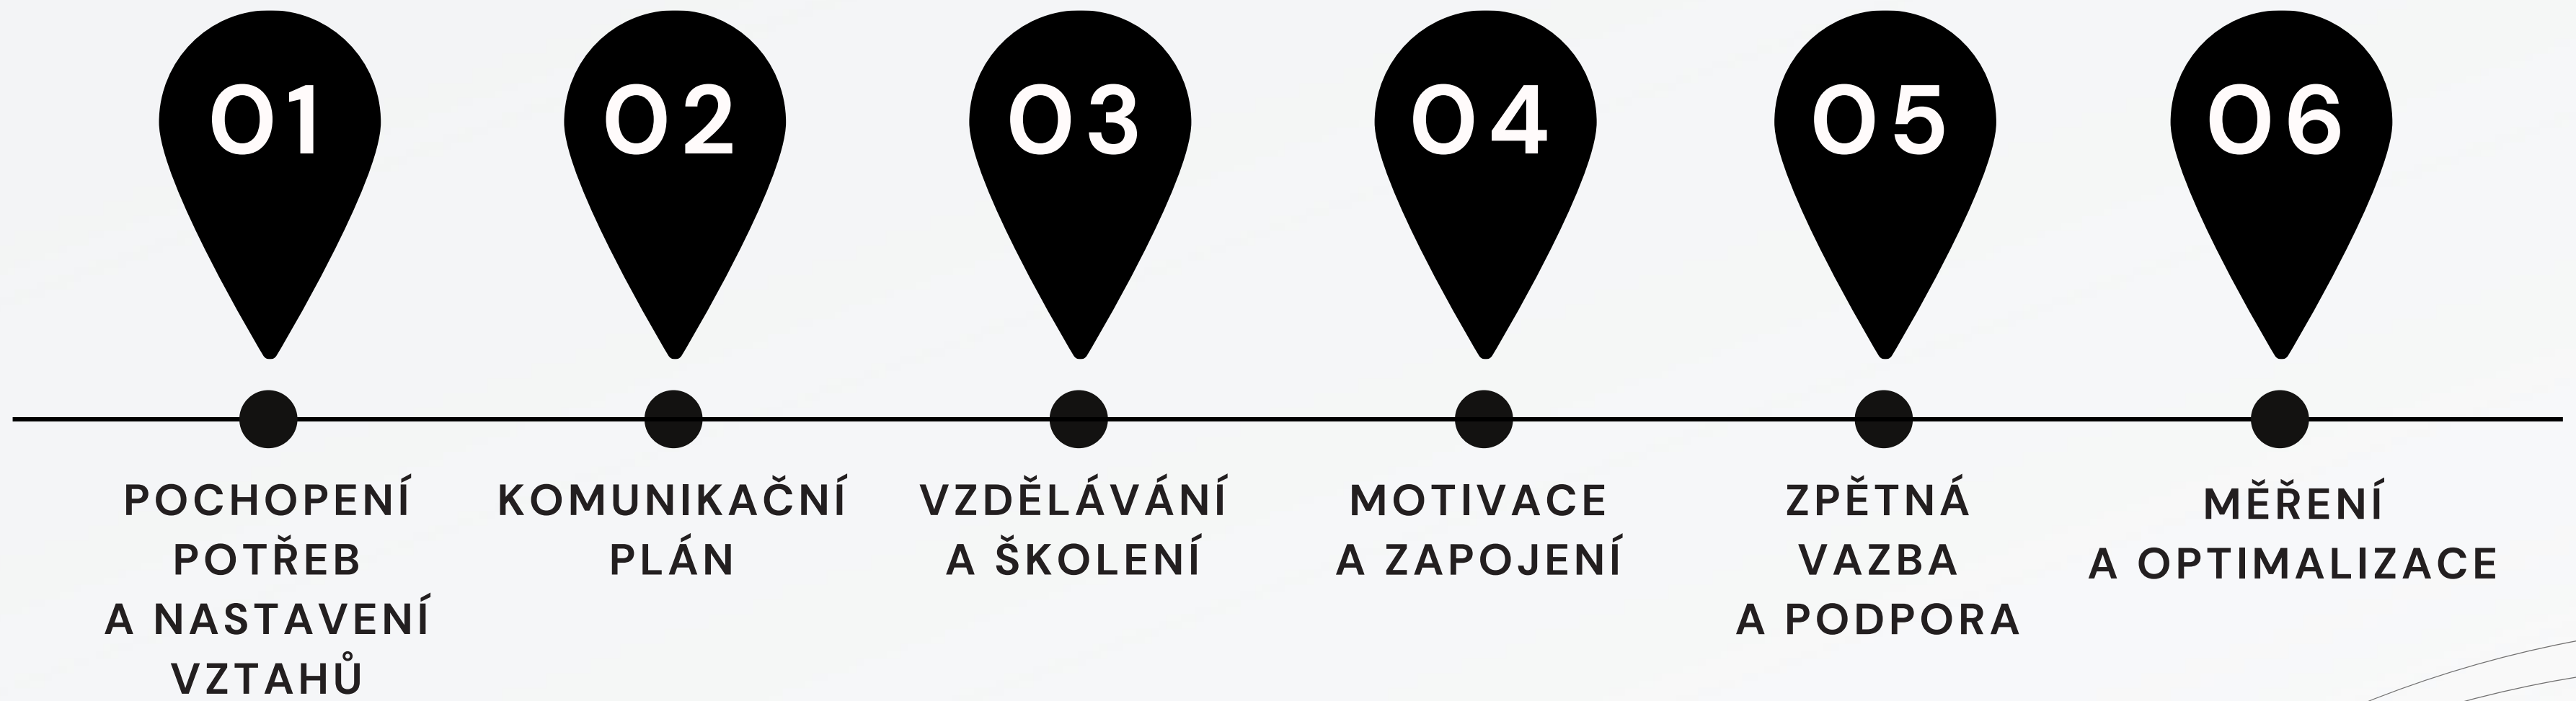 01
02
03
04
05
06
POCHOPENÍ
POTŘEB
A NASTAVENÍ
VZTAHŮ
KOMUNIKAČNÍ
PLÁN
VZDĚLÁVÁNÍ
A ŠKOLENÍ
MOTIVACE
A ZAPOJENÍ
ZPĚTNÁ
VAZBA
A PODPORA
MĚŘENÍ
A OPTIMALIZACE